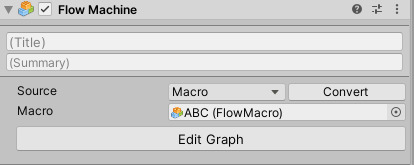 Flow Machine
(Title)
(Summary)
Source Macro Convert
Macro ABC (FlowMacro)
Edit Graph